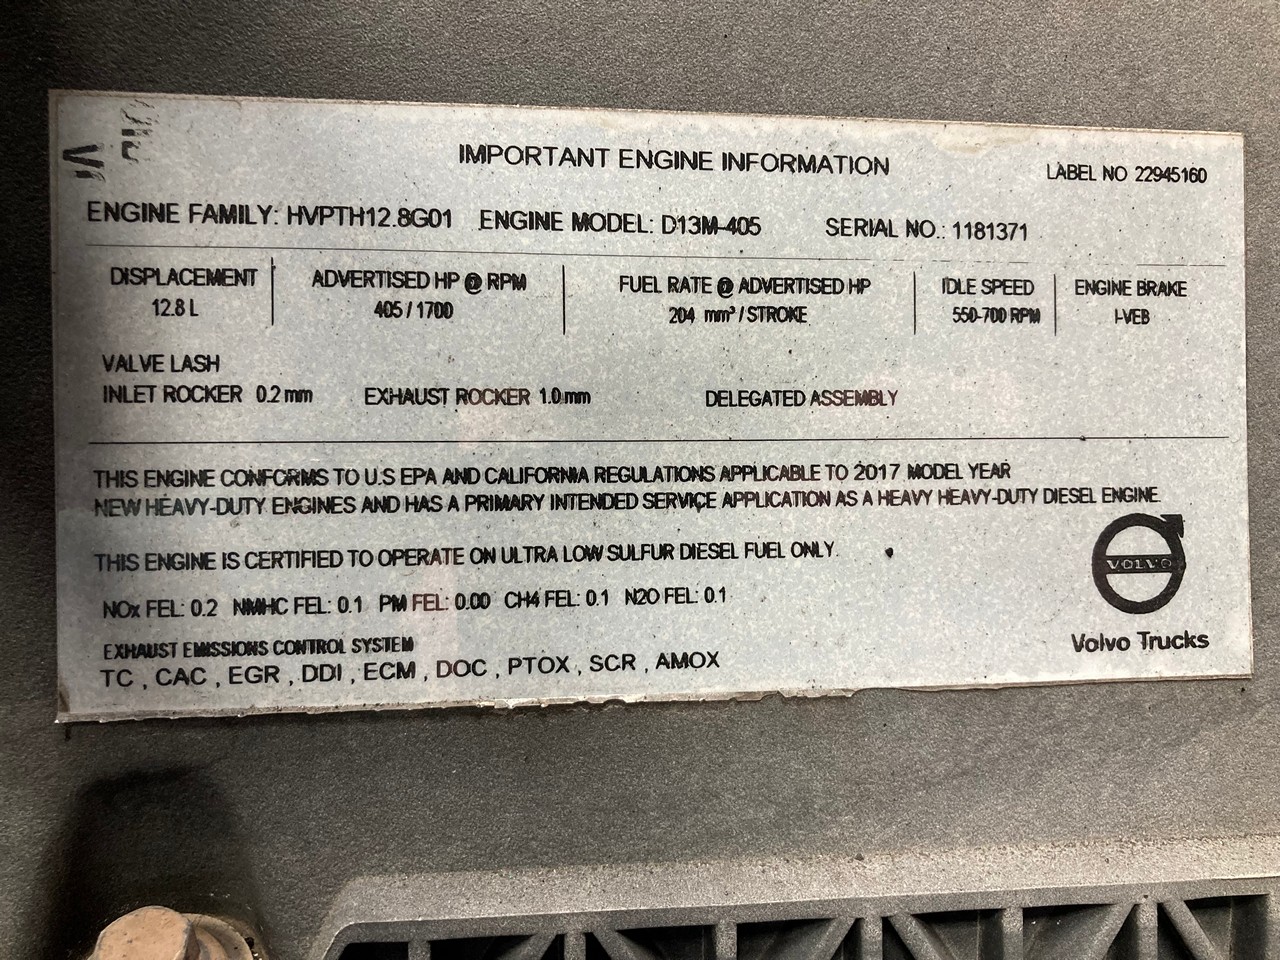 IMPORTANT ENGINE INFORMATION
LABEL NO 22945160
ENGINE FAMILY: HVPTH12.8G01 ENGINE MODEL: D13M-405 SERIAL NO.: 1181371
DISPLACEMENT ADVERTISED HP @ RPM FUEL RATE @ ADVERTISED HP IDLE SPEED ENGINE BRAKE
12.8 L 405 / 1700 204 mm³ / STROKE 550-700 RPM I-VEB
VALVE LASH
INLET ROCKER 0.2 mm EXHAUST ROCKER 1.0 mm DELEGATED ASSEMBLY
THIS ENGINE CONFORMS TO U.S EPA AND CALIFORNIA REGULATIONS APPLICABLE TO 2017 MODEL YEAR
NEW HEAVY-DUTY ENGINES AND HAS A PRIMARY INTENDED SERVICE APPLICATION AS A HEAVY HEAVY-DUTY DIESEL ENGINE.
THIS ENGINE IS CERTIFIED TO OPERATE ON ULTRA LOW SULFUR DIESEL FUEL ONLY.
NOx FEL: 0.2 NMHC FEL: 0.1 PM FEL: 0.00 CH4 FEL: 0.1 N2O FEL: 0.1
EXHAUST EMISSIONS CONTROL SYSTEM
TC , CAC , EGR , DDI , ECM , DOC , PTOX , SCR , AMOX
VOLVO
Volvo Trucks